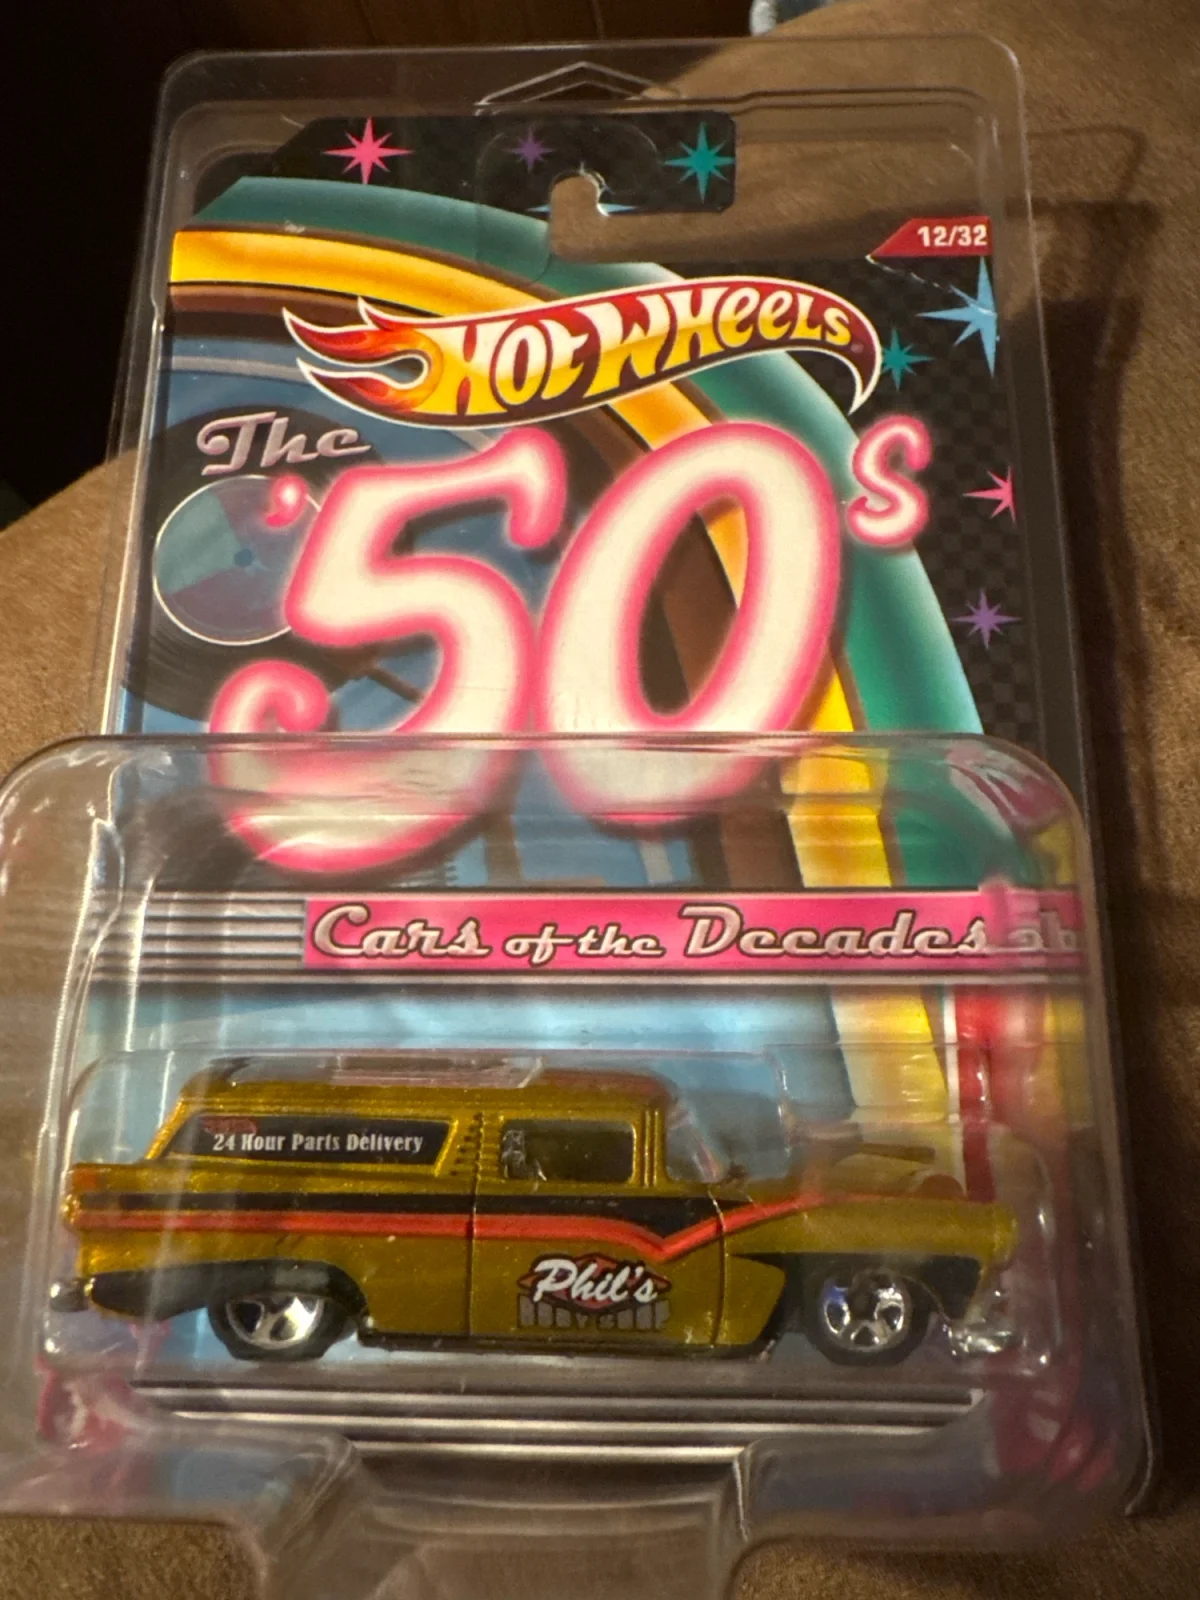 12/32
HOT WHEELS
The
'50s
Cars of the Decades
24 Hour Parts Delivery
Phil's
BODY SHOP